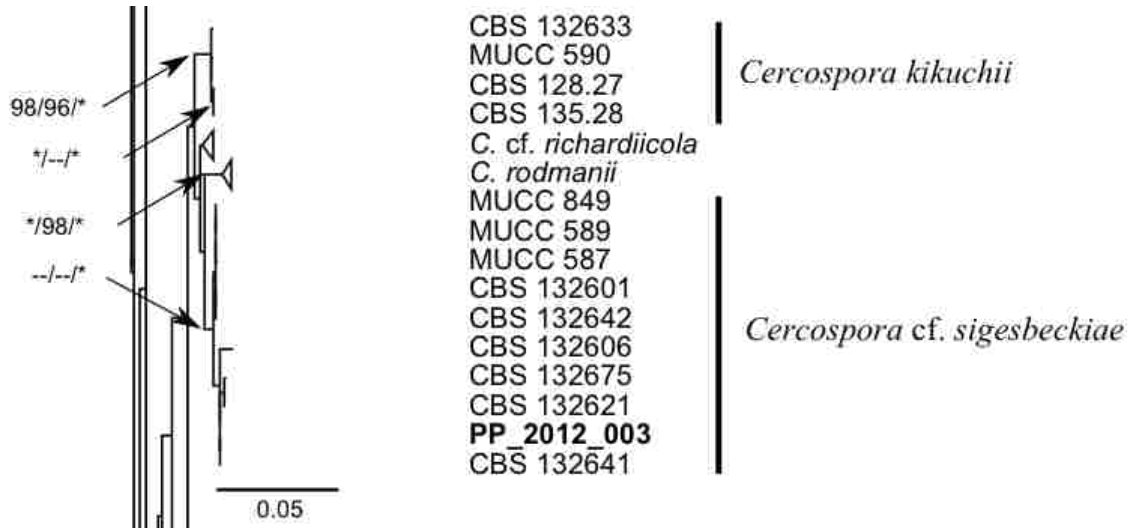 98/96/*
*/--/*
*/98/*
--/--/*
CBS 132633
MUCC 590
CBS 128.27
CBS 135.28
C. cf. richardiicola
C. rodmanii
MUCC 849
MUCC 589
MUCC 587
CBS 132601
CBS 132642
CBS 132606
CBS 132675
CBS 132621
PP_2012_003
CBS 132641
Cercospora kikuchii
Cercospora cf. sigesbeckiae
0.05